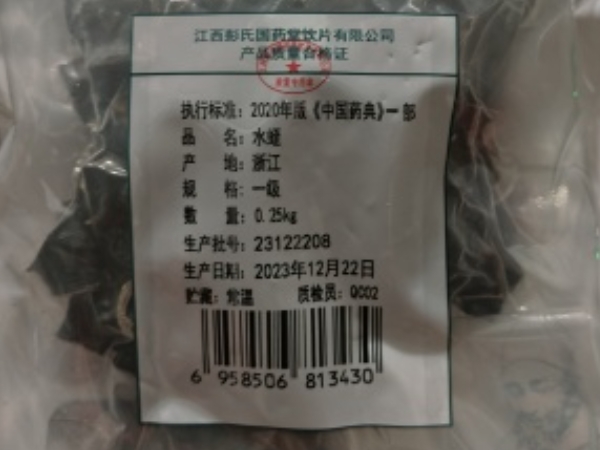 江西彭氏国药堂饮片有限公司
产品质量合格证
执行标准：2020年版《中国药典》一部
品 名：水蛭
产 地：浙江
规 格：一级
数 量：0.25kg
生产批号：23122208
生产日期：2023年12月22日
贮藏：常温 质检员：QC02
6 958506 813430